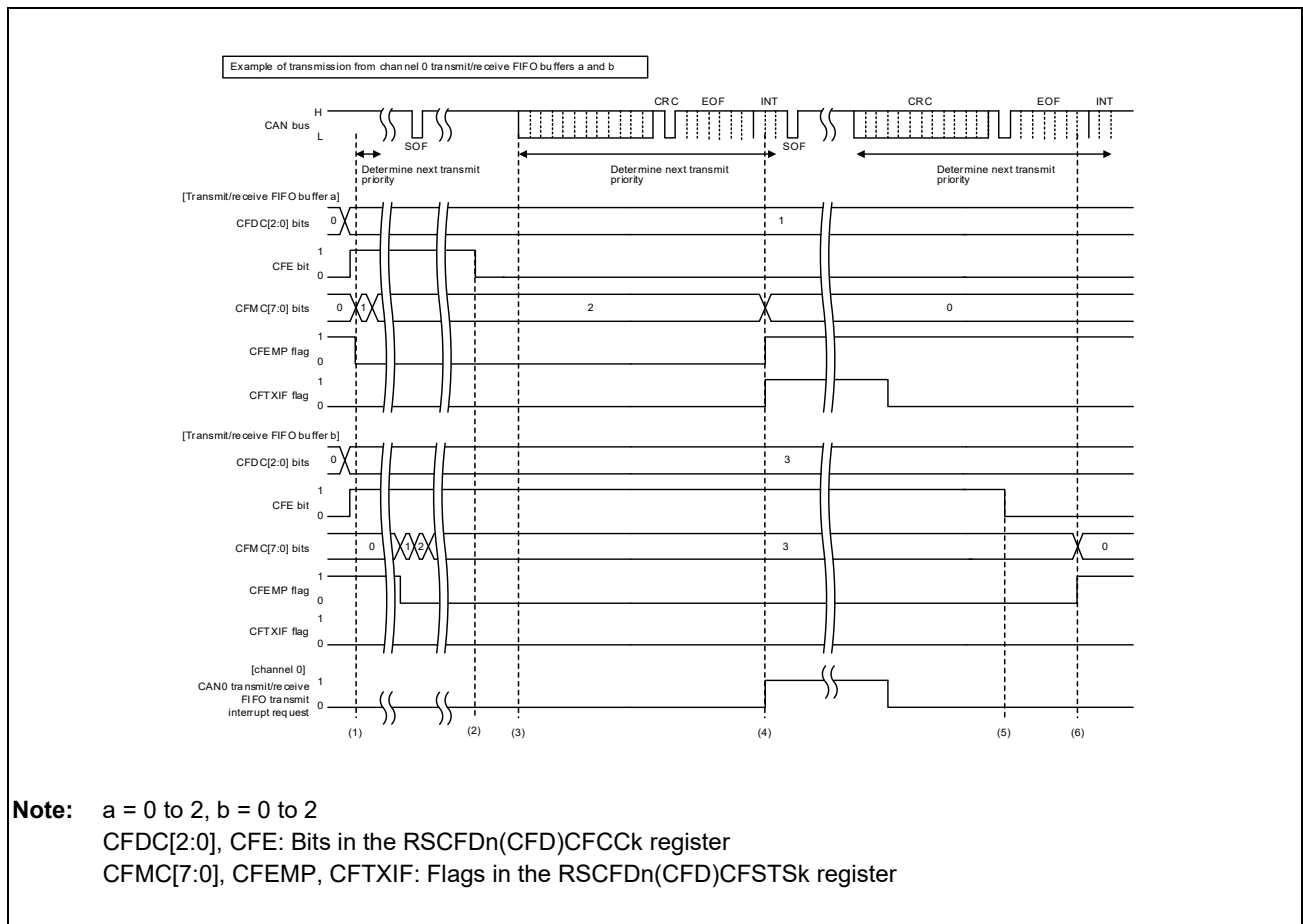 Example of transmission from channel 0 transmit/receive FIFO buffers a and b
CRC EOF INT CRC EOF INT
H
CAN bus
L
SOF SOF
Determine next transmit priority
Determine next transmit priority
Determine next transmit priority
[Transmit/receive FIFO buffer a]
CFDC[2:0] bits 0 1
CFE bit 1 0
CFMC[7:0] bits 0 1 2 0
CFEMP flag 1 0
CFTXIF flag 1 0
[Transmit/receive FIFO buffer b]
CFDC[2:0] bits 0 3
CFE bit 1 0
CFMC[7:0] bits 0 1 2 3 0
CFEMP flag 1 0
CFTXIF flag 1 0
[channel 0]
CAN0 transmit/receive 1
FIFO transmit
interrupt request 0
(1) (2) (3) (4) (5) (6)
Note: a = 0 to 2, b = 0 to 2
CFDC[2:0], CFE: Bits in the RSCFDn(CFD)CFCCk register
CFMC[7:0], CFEMP, CFTXIF: Flags in the RSCFDn(CFD)CFSTSk register